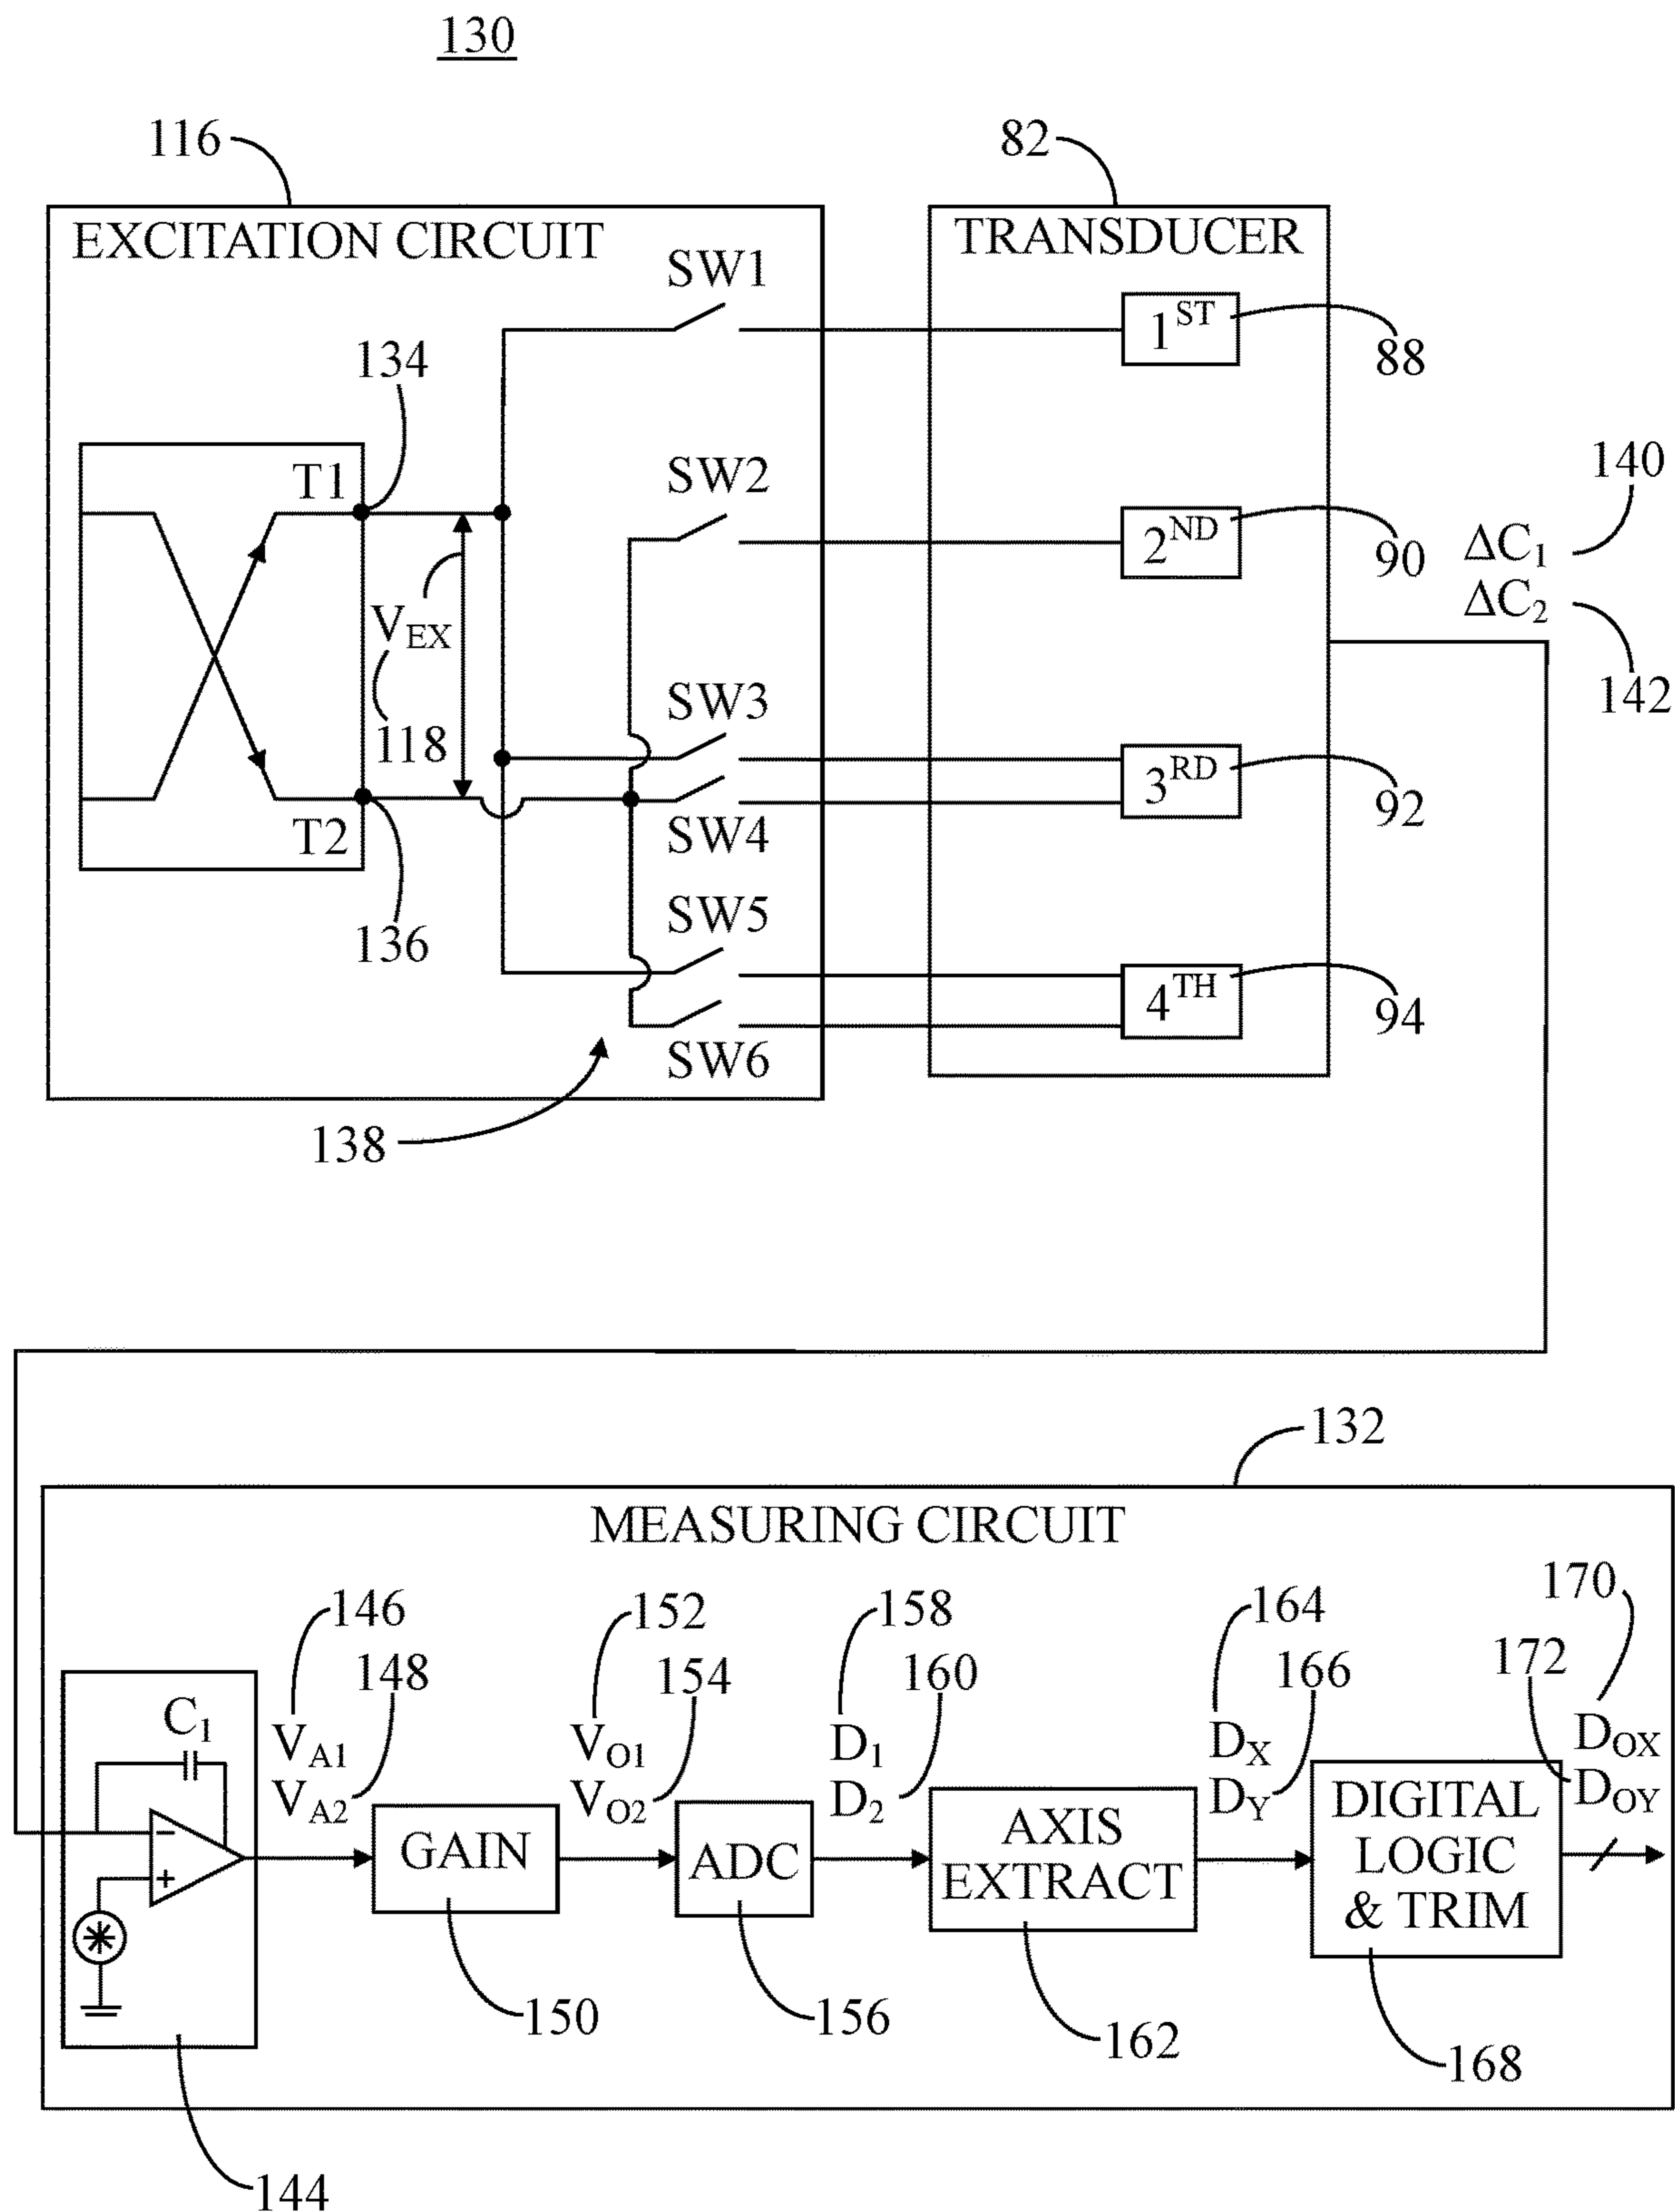 130
116
82
EXCITATION CIRCUIT
TRANSDUCER
SW1
1ST
88
134
T1
SW2
2ND
90
140
ΔC1
ΔC2
142
VEX
118
SW3
3RD
92
SW4
T2
136
SW5
4TH
94
SW6
138
132
MEASURING CIRCUIT
146
152
158
164
170
148
154
160
166
172
C1
VA1
VO1
D1
DX
DOX
VA2
VO2
D2
DY
DOY
−
+
GAIN
ADC
AXIS
EXTRACT
DIGITAL
LOGIC
& TRIM
150
156
162
168
144